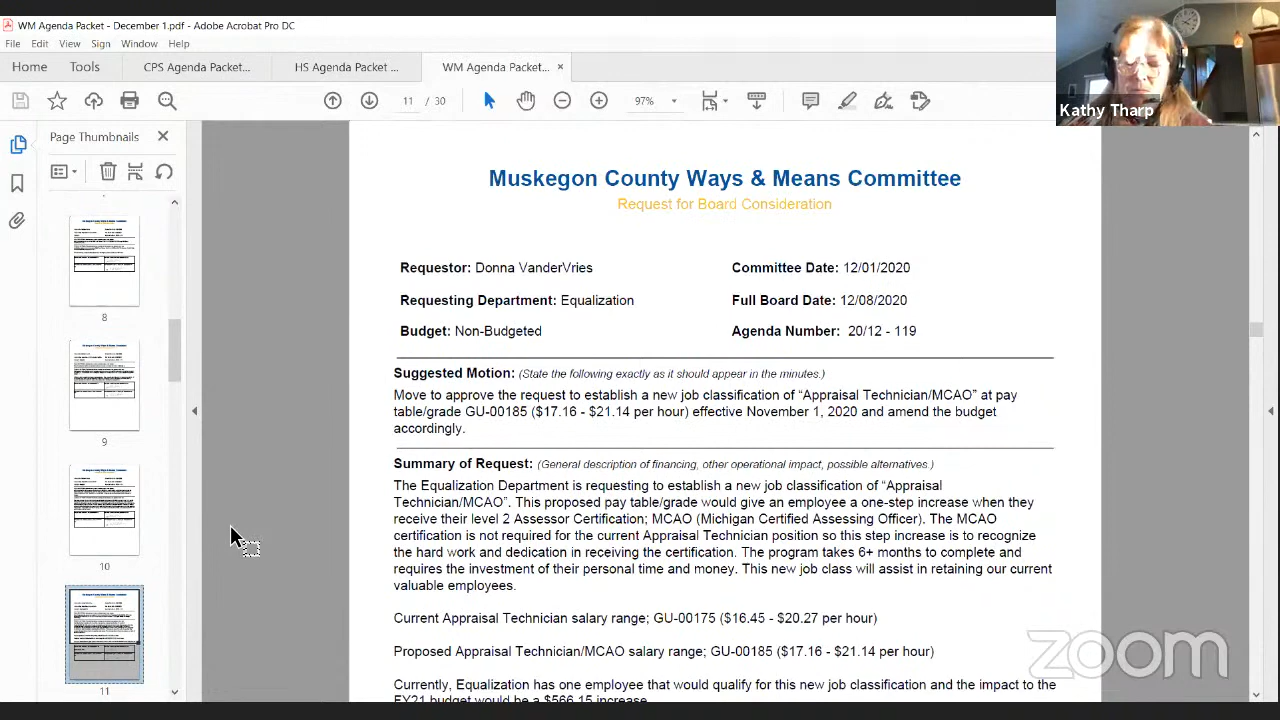 WM Agenda Packet - December 1.pdf - Adobe Acrobat Pro DC
File Edit View Sign Window Help
Home Tools CPS Agenda Packet... HS Agenda Packet ... WM Agenda Packet... ×
11 / 30 97%
Kathy Tharp
Page Thumbnails
8
9
10
11
Muskegon County Ways & Means Committee
Request for Board Consideration
Requestor: Donna VanderVries Committee Date: 12/01/2020
Requesting Department: Equalization Full Board Date: 12/08/2020
Budget: Non-Budgeted Agenda Number: 20/12 - 119
Suggested Motion: (State the following exactly as it should appear in the minutes.)
Move to approve the request to establish a new job classification of “Appraisal Technician/MCAO” at pay
table/grade GU-00185 ($17.16 - $21.14 per hour) effective November 1, 2020 and amend the budget
accordingly.
Summary of Request: (General description of financing, other operational impact, possible alternatives.)
The Equalization Department is requesting to establish a new job classification of “Appraisal
Technician/MCAO”. This proposed pay table/grade would give an employee a one-step increase when they
receive their level 2 Assessor Certification; MCAO (Michigan Certified Assessing Officer). The MCAO
certification is not required for the current Appraisal Technician position so this step increase is to recognize
the hard work and dedication in receiving the certification. The program takes 6+ months to complete and
requires the investment of their personal time and money. This new job class will assist in retaining our current
valuable employees.
Current Appraisal Technician salary range; GU-00175 ($16.45 - $20.27 per hour)
Proposed Appraisal Technician/MCAO salary range; GU-00185 ($17.16 - $21.14 per hour)
Currently, Equalization has one employee that would qualify for this new job classification and the impact to the
FY21 budget would be a $566.15 increase.
zoom